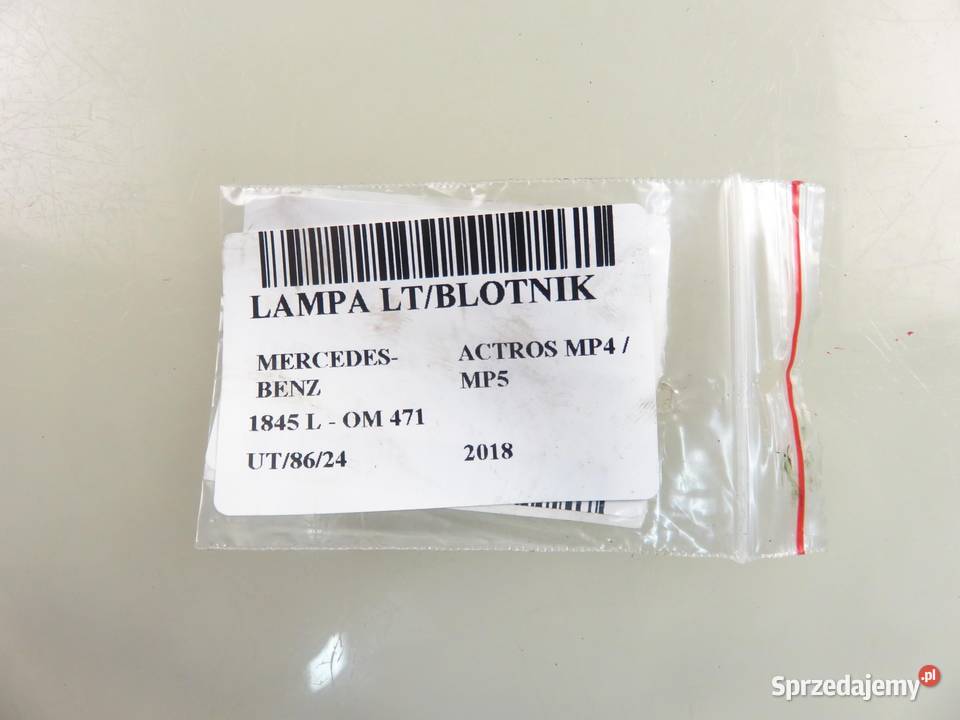 LAMPA LT/BLOTNIK
MERCEDES-
BENZ
ACTROS MP4 /
MP5
1845 L - OM 471
UT/86/24
2018
Sprzedajemy.pl